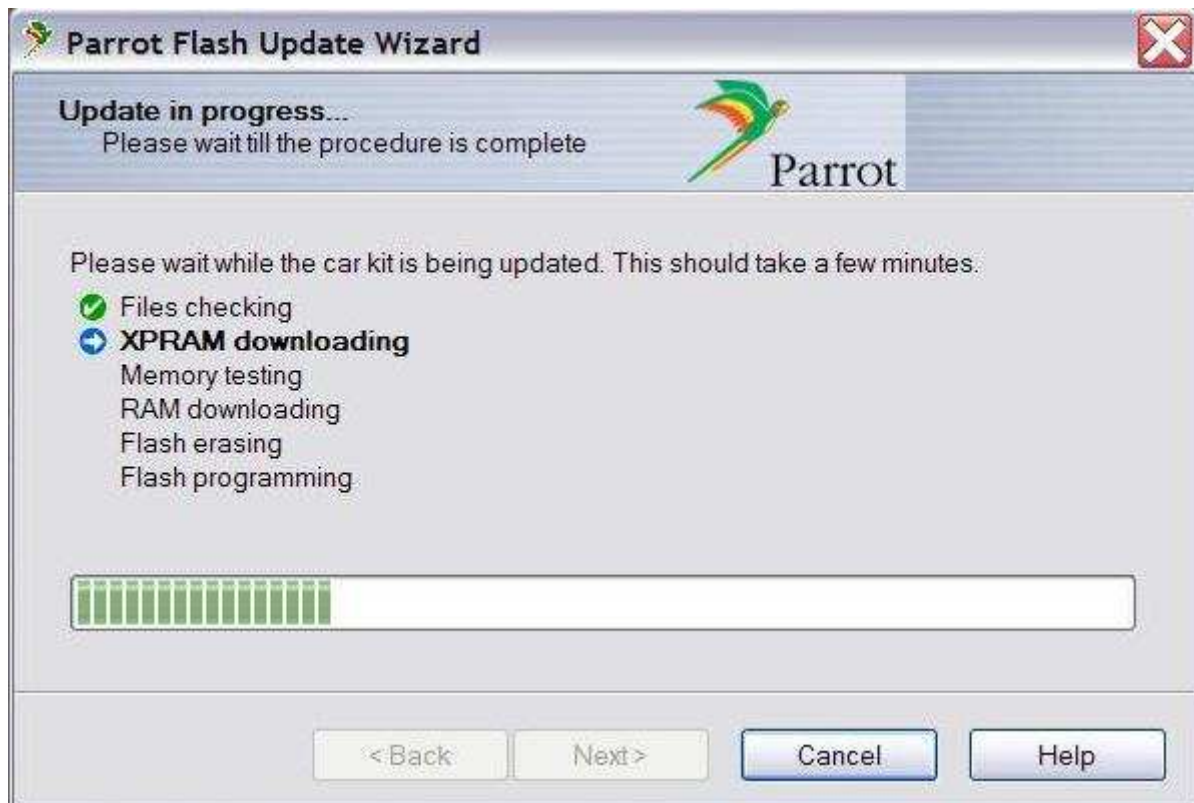 Parrot Flash Update Wizard
Update in progress...
Please wait till the procedure is complete
Parrot
Please wait while the car kit is being updated. This should take a few minutes.
Files checking
XPRAM downloading
Memory testing
RAM downloading
Flash erasing
Flash programming
< Back
Next >
Cancel
Help